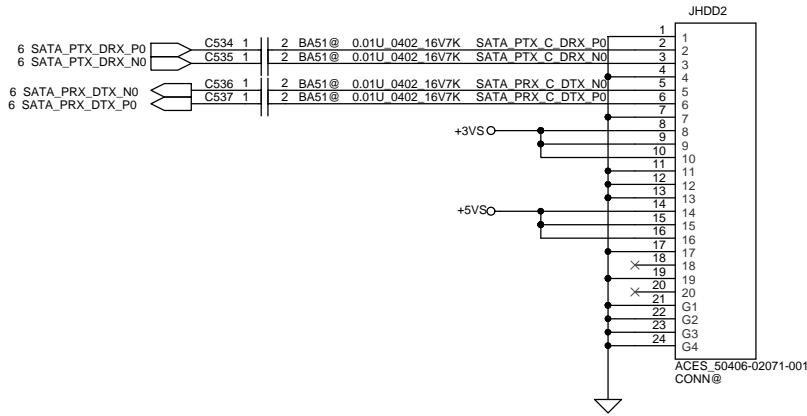 JHDD2
6 SATA_PTX_DRX_P0 C534 1 2 BA51@ 0.01U_0402_16V7K SATA_PTX_C_DRX_P0
6 SATA_PTX_DRX_N0 C535 1 2 BA51@ 0.01U_0402_16V7K SATA_PTX_C_DRX_N0
6 SATA_PRX_DTX_N0 C536 1 2 BA51@ 0.01U_0402_16V7K SATA_PRX_C_DTX_N0
6 SATA_PRX_DTX_P0 C537 1 2 BA51@ 0.01U_0402_16V7K SATA_PRX_C_DTX_P0
+3VS
+5VS
1 1
2 2
3 3
4 4
5 5
6 6
7 7
8 8
9 9
10 10
11 11
12 12
13 13
14 14
15 15
16 16
17 17
18 18
19 19
20 20
21 G1
22 G2
23 G3
24 G4
ACES_50406-02071-001
CONN@